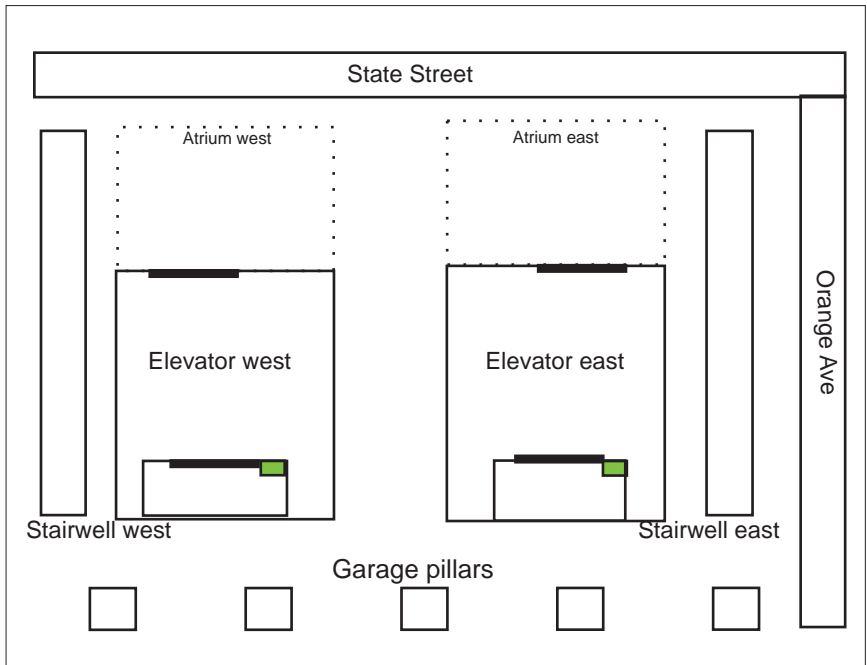 State Street
Atrium west
Atrium east
Orange Ave
Elevator west
Elevator east
Stairwell west
Stairwell east
Garage pillars